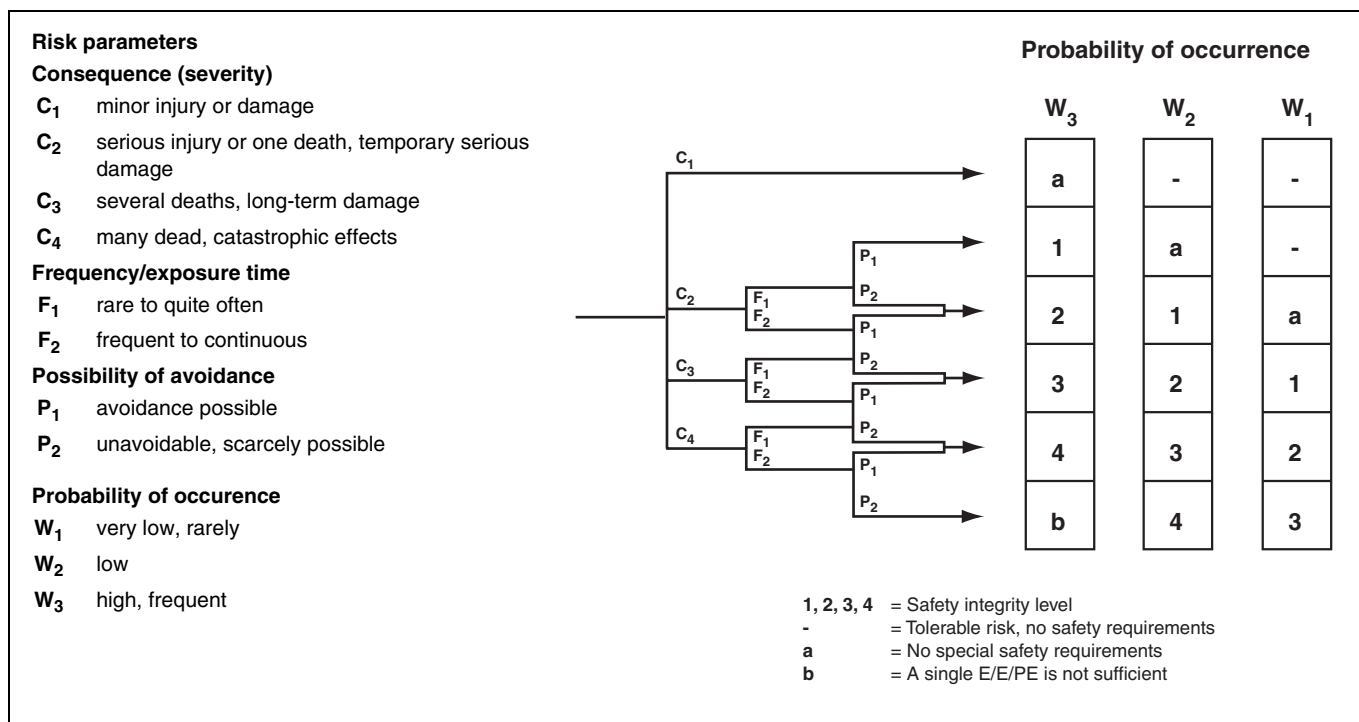 Risk parameters
Consequence (severity)
C1 minor injury or damage
C2 serious injury or one death, temporary serious
damage
C3 several deaths, long-term damage
C4 many dead, catastrophic effects
Frequency/exposure time
F1 rare to quite often
F2 frequent to continuous
Possibility of avoidance
P1 avoidance possible
P2 unavoidable, scarcely possible
Probability of occurence
W1 very low, rarely
W2 low
W3 high, frequent
C1
P1
P2
C2
F1
F2
P1
P2
C3
F1
F2
P1
P2
C4
F1
F2
P1
P2
Probability of occurrence
W3 W2 W1
a - -
1 a -
2 1 a
3 2 1
4 3 2
b 4 3
1, 2, 3, 4 = Safety integrity level
- = Tolerable risk, no safety requirements
a = No special safety requirements
b = A single E/E/PE is not sufficient